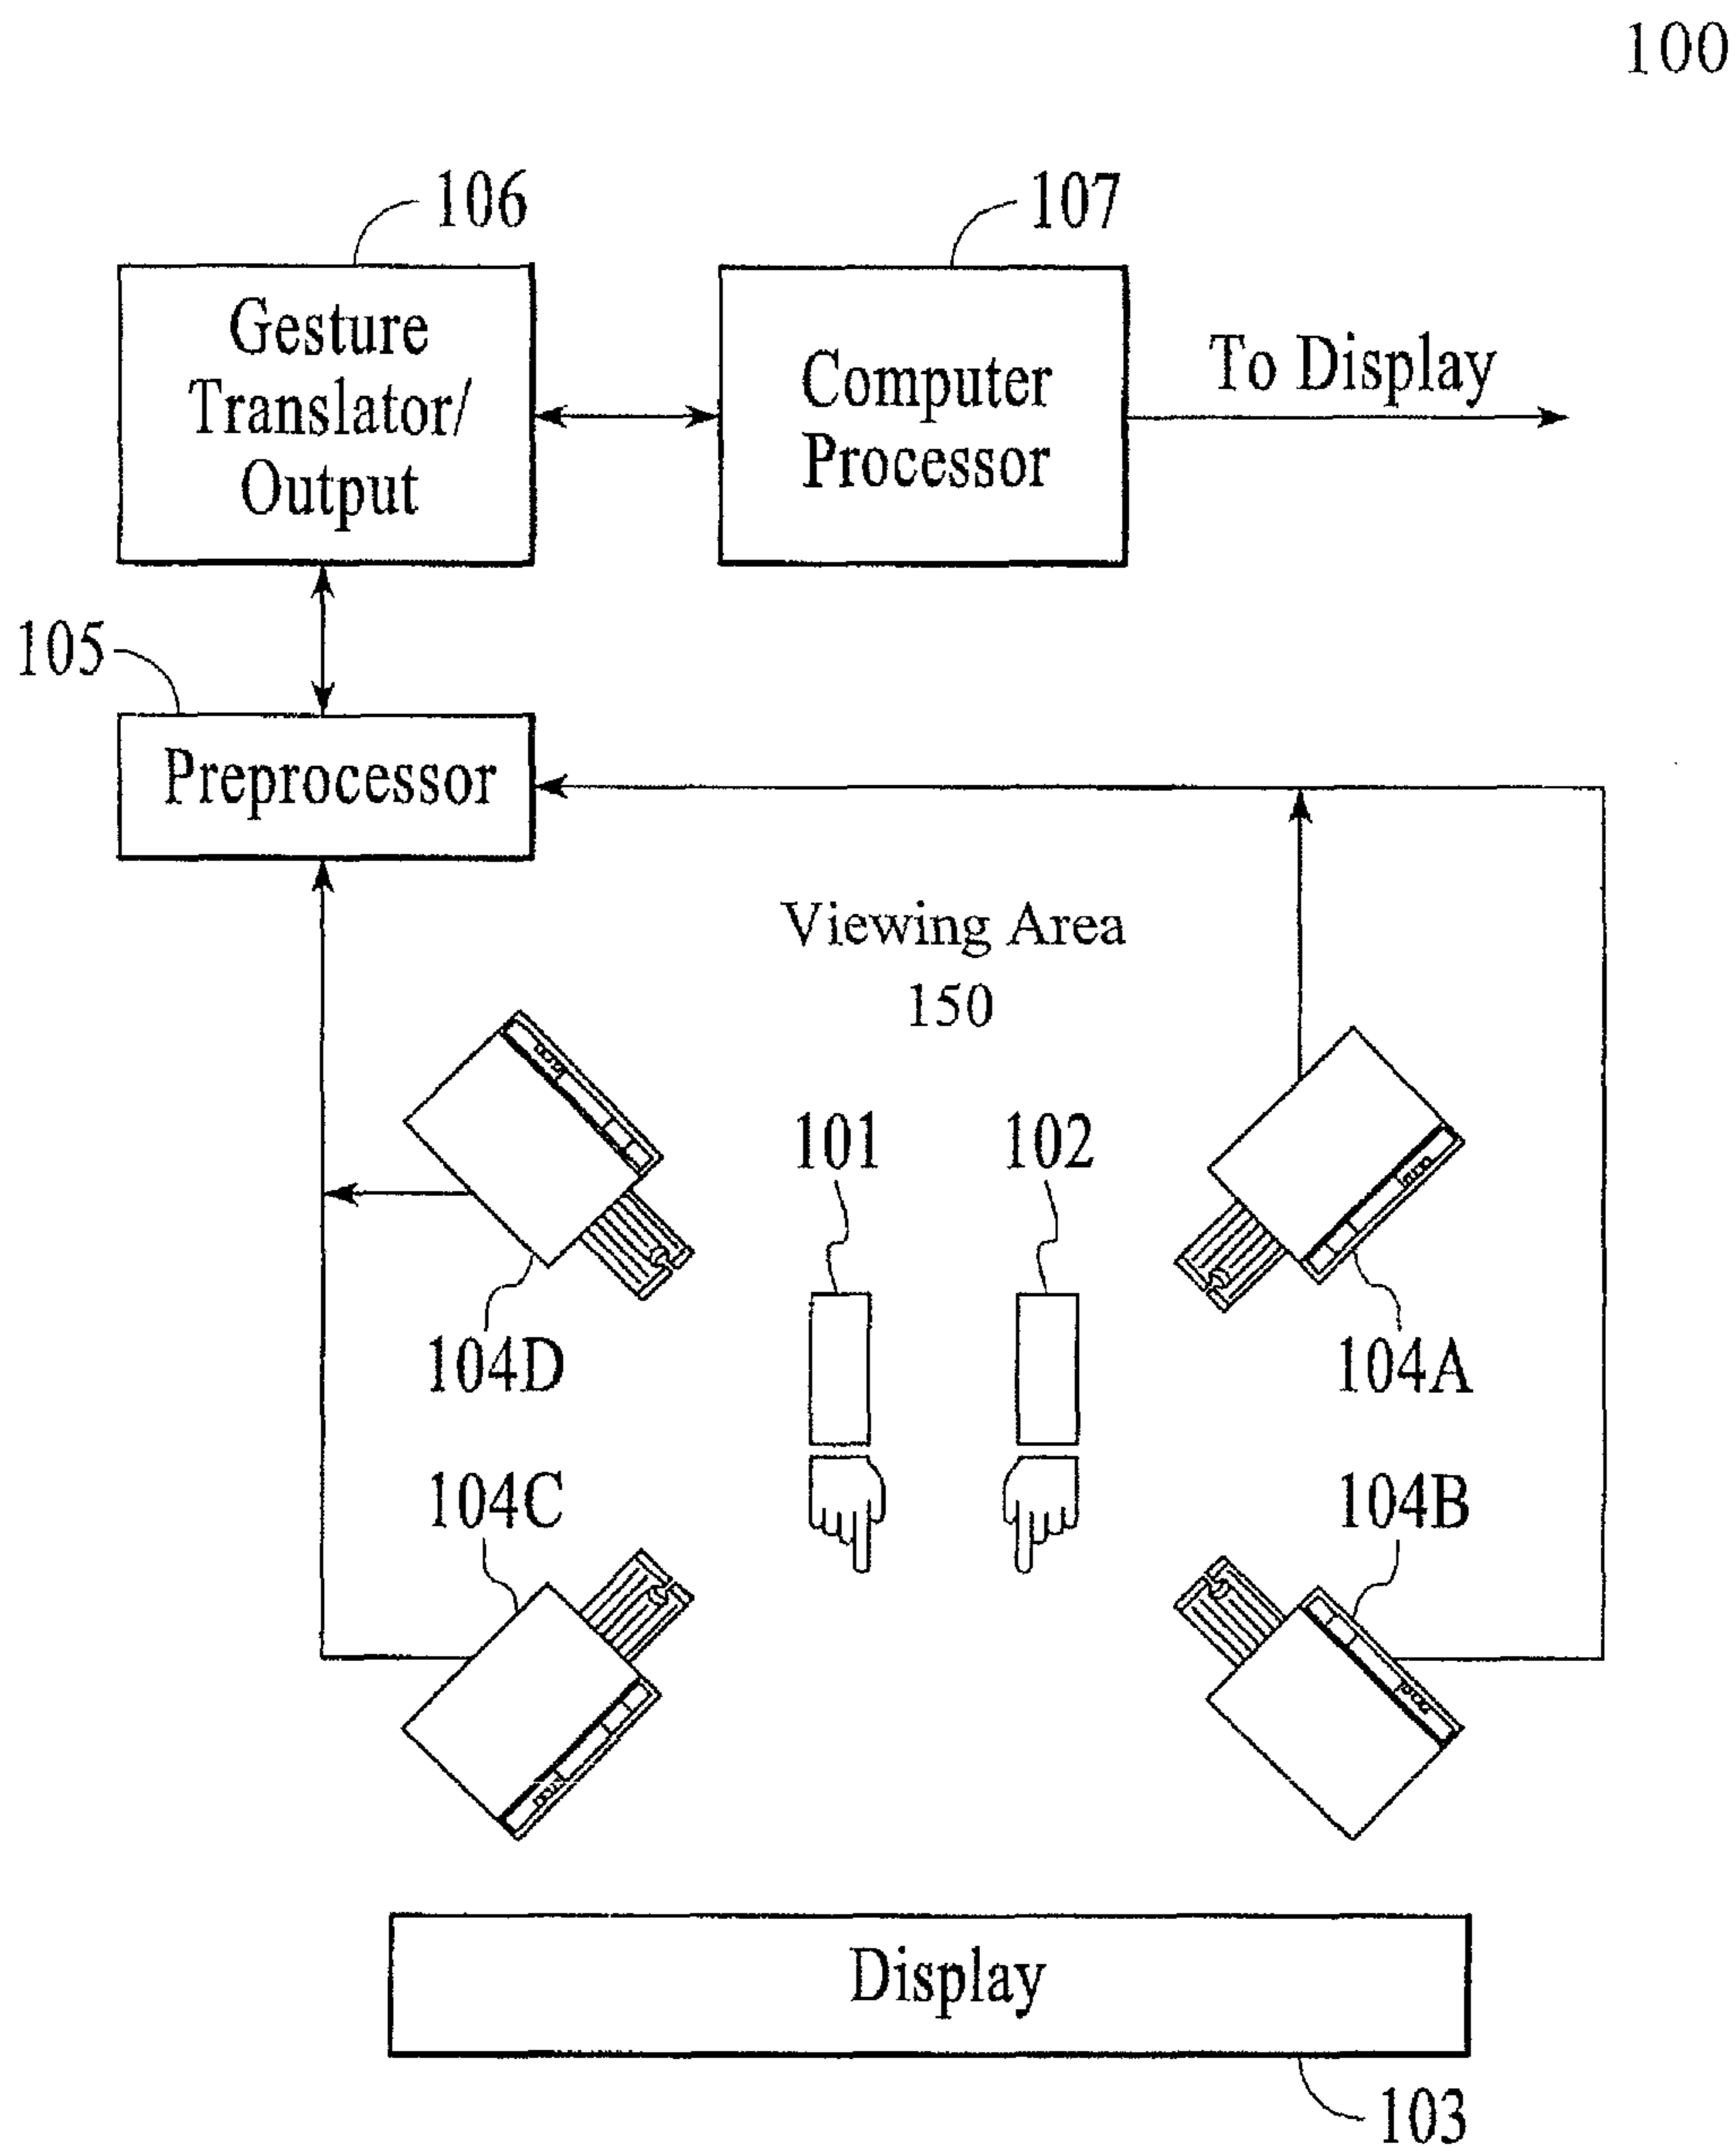 100
106
107
Gesture
Translator/
Output
Computer
Processor
To Display
105
Preprocessor
Viewing Area
150
101
102
104D
104A
104C
104B
Display
103